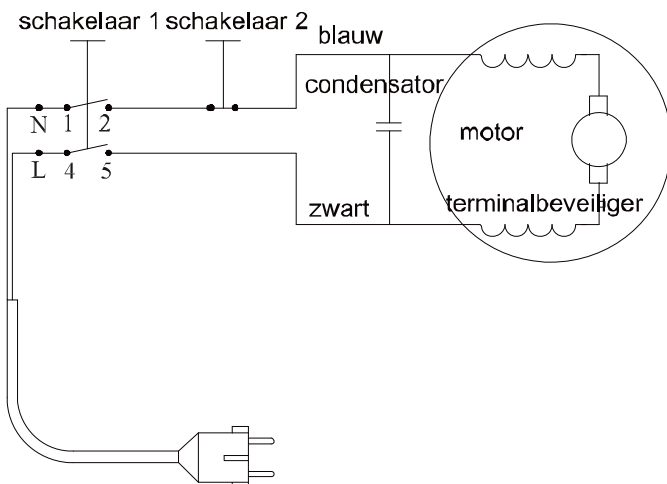 schakelaar 1 schakelaar 2
blauw
condensator
N 1 2
motor
L 4 5
zwart
terminalbeveiliger